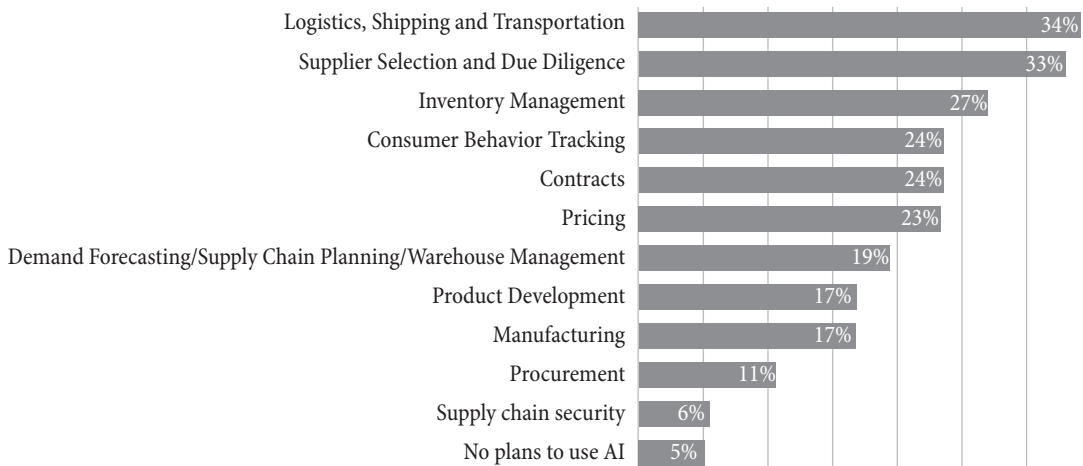 Logistics, Shipping and Transportation 34%
Supplier Selection and Due Diligence 33%
Inventory Management 27%
Consumer Behavior Tracking 24%
Contracts 24%
Pricing 23%
Demand Forecasting/Supply Chain Planning/Warehouse Management 19%
Product Development 17%
Manufacturing 17%
Procurement 11%
Supply chain security 6%
No plans to use AI 5%